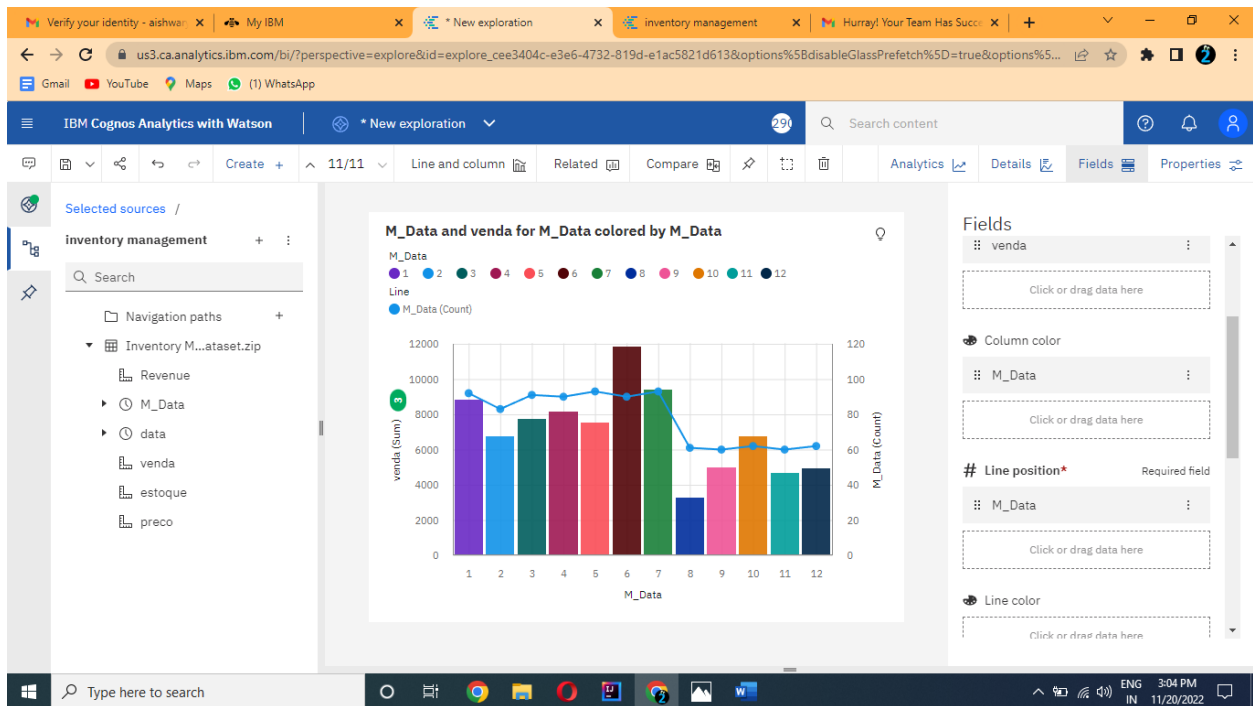 Verify your identity - aishwar
My IBM
* New exploration
inventory management
Hurray! Your Team Has Succe
us3.ca.analytics.ibm.com/bi/?perspective=explore&id=explore_cee3404c-e3e6-4732-819d-e1ac5821d613&options%5BdisableGlassPrefetch%5D=true&options%5...
Gmail YouTube Maps (1) WhatsApp
IBM Cognos Analytics with Watson
* New exploration
290
Search content
Create + 11/11 Line and column Related Compare Analytics Details Fields Properties
Selected sources /
inventory management
Search
Navigation paths
Inventory M...ataset.zip
Revenue
M_Data
data
venda
estoque
preco
M_Data and venda for M_Data colored by M_Data
M_Data
1 2 3 4 5 6 7 8 9 10 11 12
Line
M_Data (Count)
12000
10000
8000
6000
4000
2000
0
3
venda (Sum)
120
100
80
60
40
20
0
M_Data (Count)
1 2 3 4 5 6 7 8 9 10 11 12
M_Data
Fields
venda
Click or drag data here
Column color
M_Data
Click or drag data here
# Line position* Required field
M_Data
Click or drag data here
Line color
Click or drag data here
Type here to search
ENG
IN
3:04 PM
11/20/2022